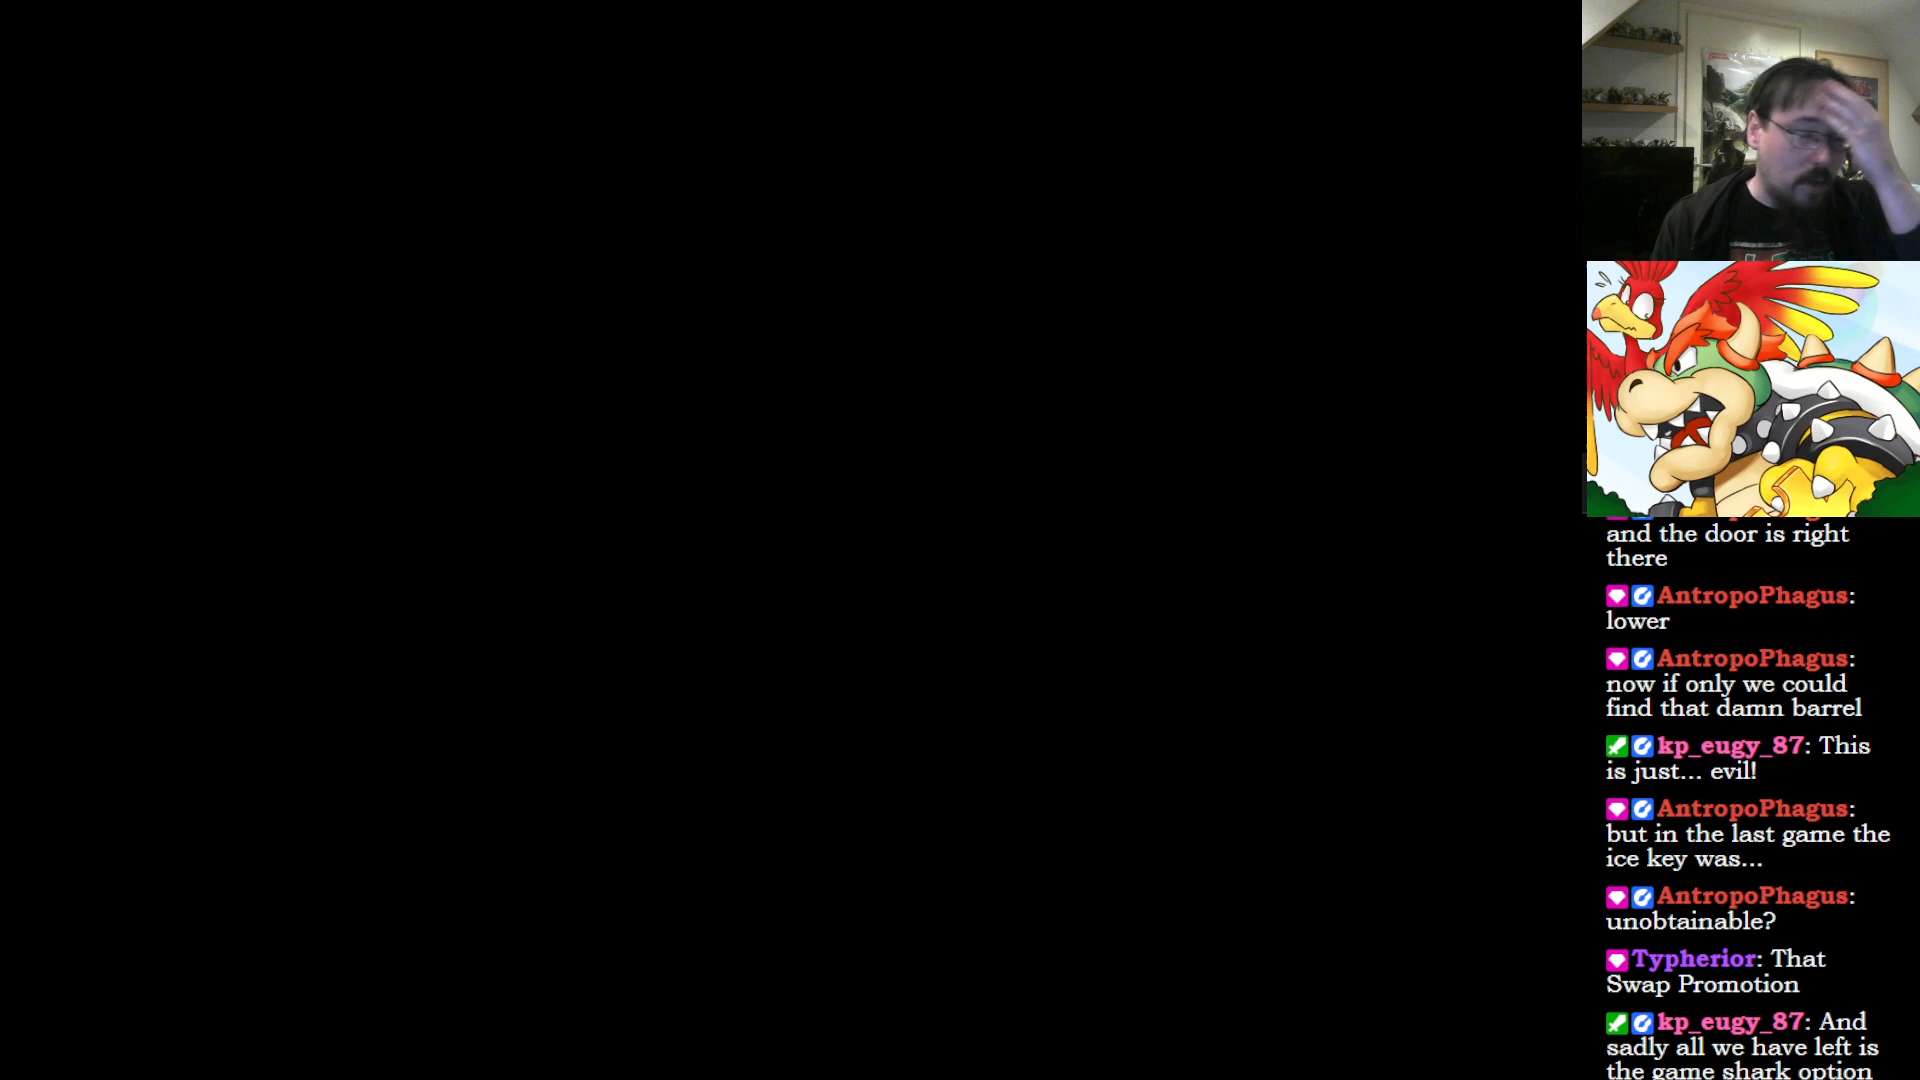 and the door is right
there
AntropoPhagus:
lower
AntropoPhagus:
now if only we could
find that damn barrel
kp_eugy_87: This
is just... evil!
AntropoPhagus:
but in the last game the
ice key was...
AntropoPhagus:
unobtainable?
Typherior: That
Swap Promotion
kp_eugy_87: And
sadly all we have left is
the game shark option